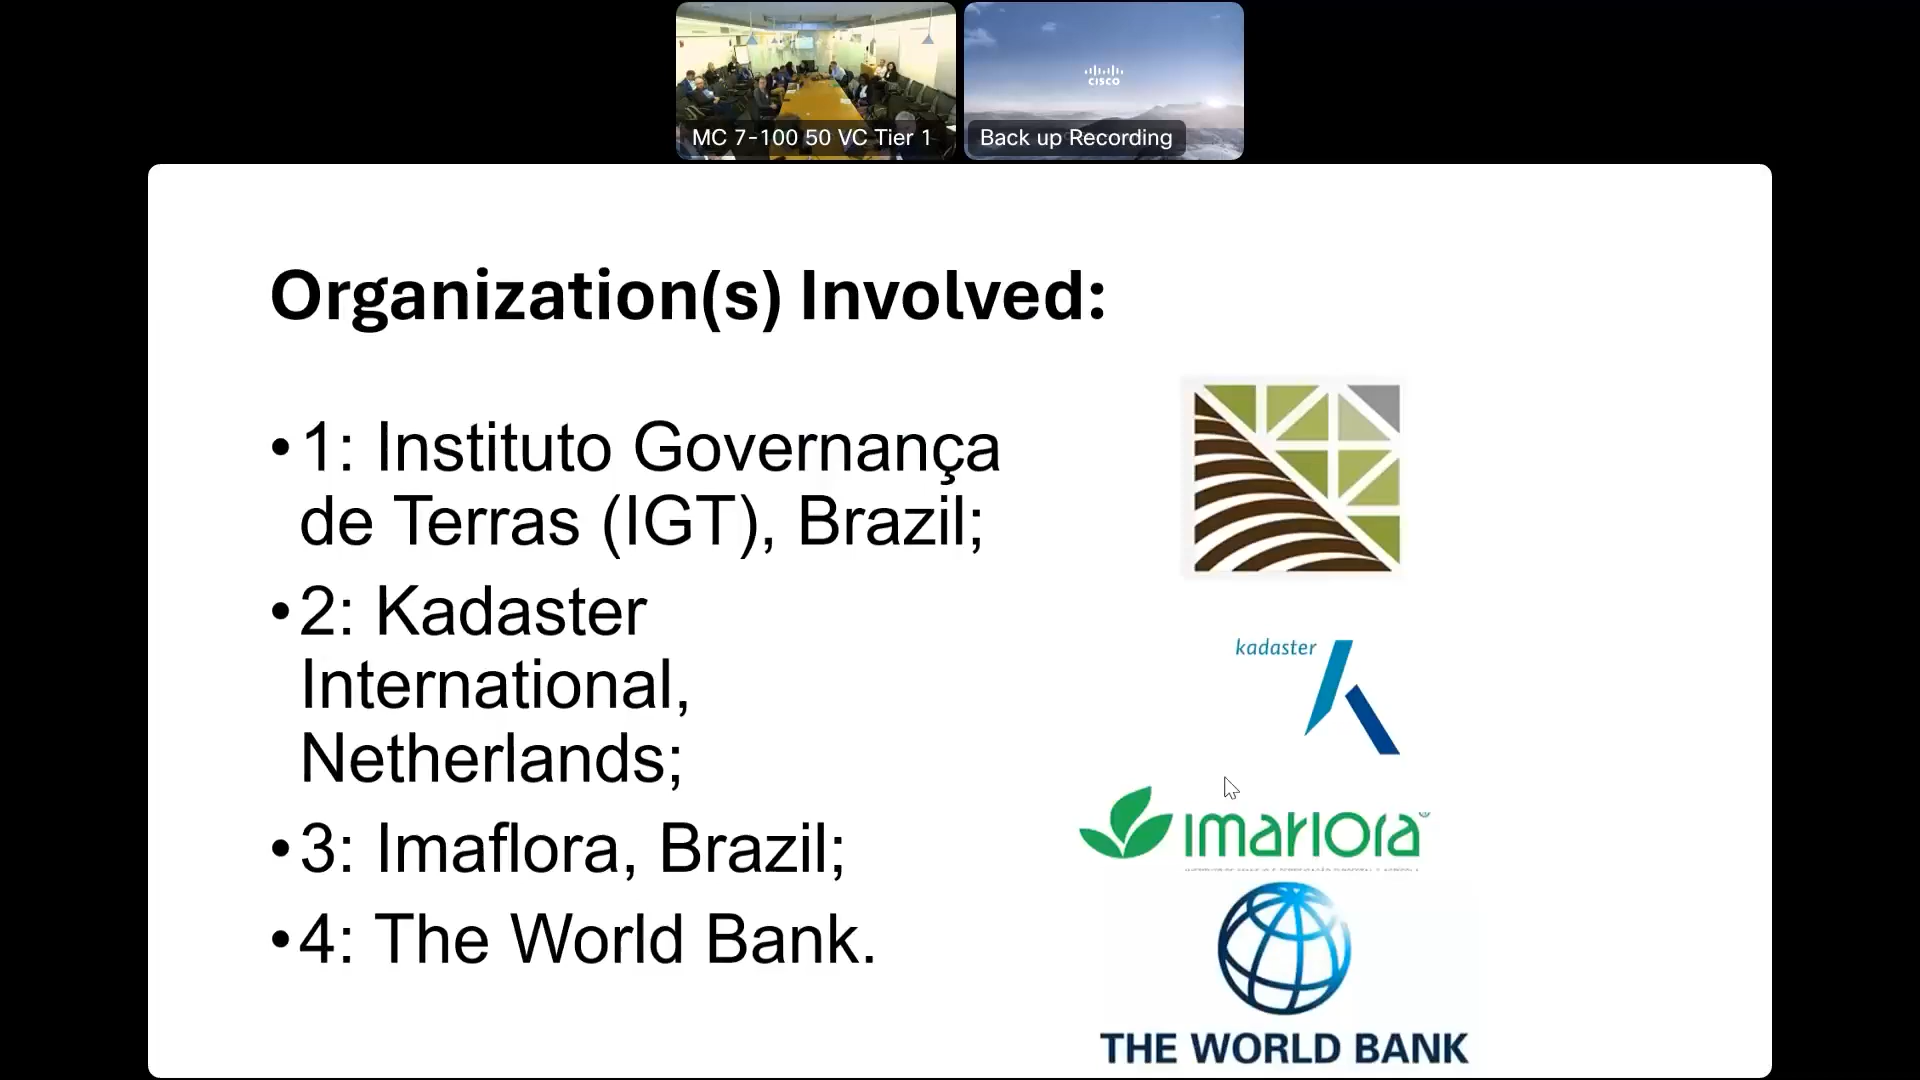 CISCO
MC 7-100 50 VC Tier 1
Back up Recording
Organization(s) Involved:
•1: Instituto Governança
de Terras (IGT), Brazil;
•2: Kadaster
International,
Netherlands;
•3: Imaflora, Brazil;
•4: The World Bank.
kadaster
imaflora
THE WORLD BANK